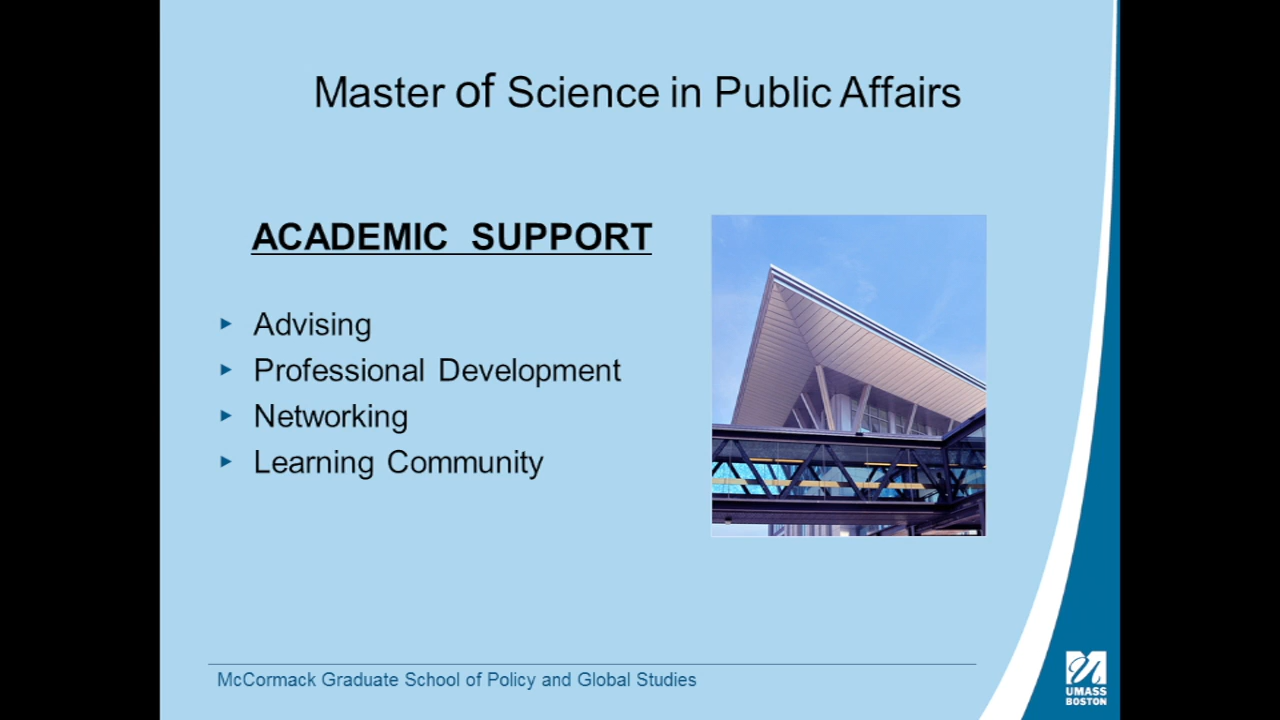 Master of Science in Public Affairs
ACADEMIC SUPPORT
Advising
Professional Development
Networking
Learning Community
McCormack Graduate School of Policy and Global Studies
UMASS
BOSTON